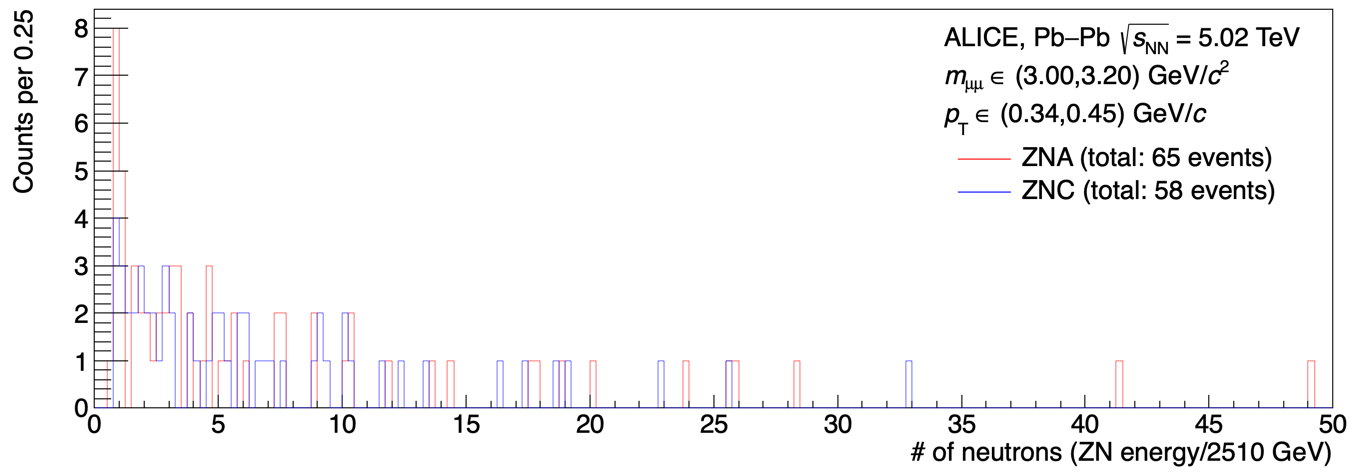 Counts per 0.25
8
7
6
5
4
3
2
1
0
ALICE, Pb–Pb √sNN = 5.02 TeV
mμμ ∈ (3.00,3.20) GeV/c²
pT ∈ (0.34,0.45) GeV/c
ZNA (total: 65 events)
ZNC (total: 58 events)
0 5 10 15 20 25 30 35 40 45 50
# of neutrons (ZN energy/2510 GeV)